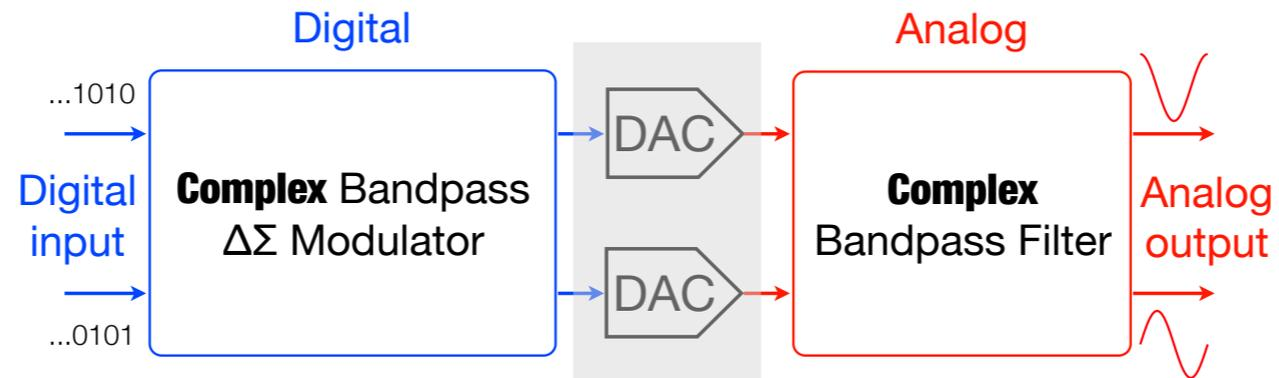 Digital
Analog
...1010
DAC
Digital
input
Complex Bandpass
ΔΣ Modulator
Complex
Bandpass Filter
Analog
output
DAC
...0101